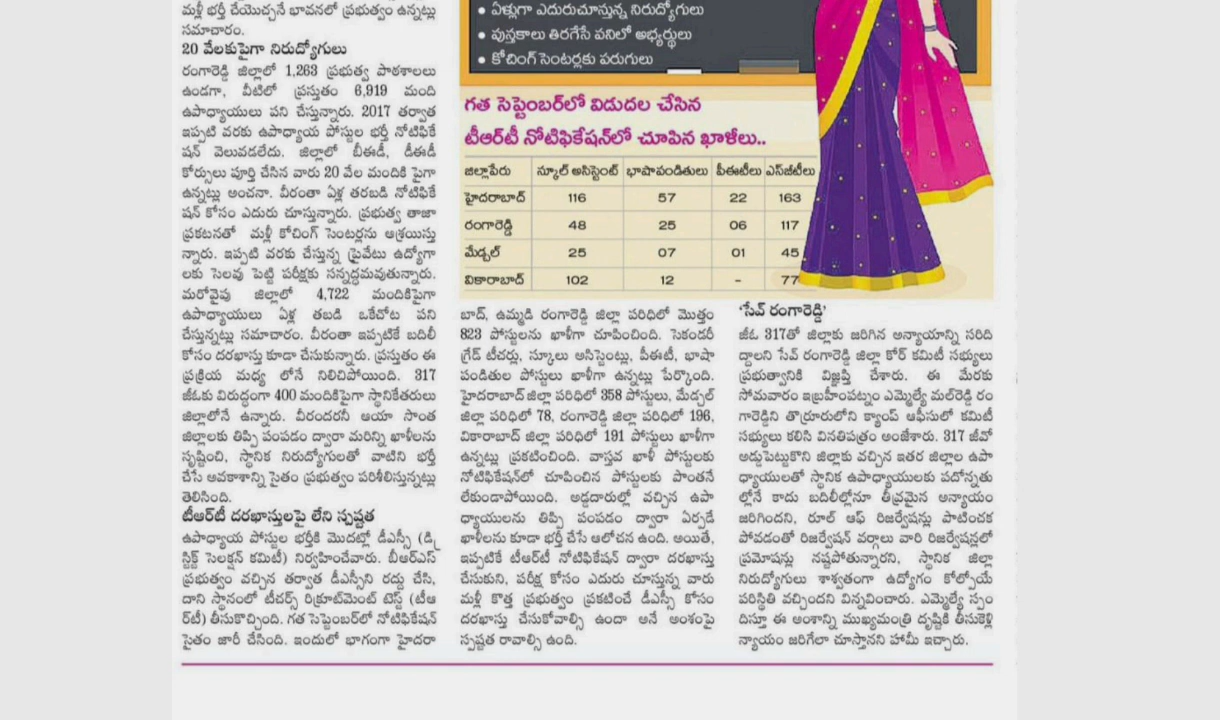 మళ్లీ భర్తీ చేయొచ్చనే భావనలో ప్రభుత్వం ఉన్నట్లు
సమాచారం.
20 వేలకుపైగా నిరుద్యోగులు
రంగారెడ్డి జిల్లాలో 1,263 ప్రభుత్వ పాఠశాలలు
ఉండగా, వీటిలో ప్రస్తుతం 6,919 మంది
ఉపాధ్యాయులు పని చేస్తున్నారు. 2017 తర్వాత
ఇప్పటి వరకు ఉపాధ్యాయ పోస్టుల భర్తీ నోటిఫికే
షన్ వెలువడలేదు. జిల్లాలో బీఈడీ, డీఈడీ
కోర్సులు పూర్తి చేసిన వారు 20 వేల మందికి పైగా
ఉన్నట్లు అంచనా. వీరంతా ఏళ్ల తరబడి నోటిఫికే
షన్ కోసం ఎదురు చూస్తున్నారు. ప్రభుత్వ తాజా
ప్రకటనతో మళ్లీ కోచింగ్ సెంటర్లను ఆశ్రయిస్తు
న్నారు. ఇప్పటి వరకు చేస్తున్న ప్రైవేటు ఉద్యోగా
లకు సెలవు పెట్టి పరీక్షకు సన్నద్ధమవుతున్నారు.
మరోవైపు జిల్లాలో 4,722 మందికిపైగా
ఉపాధ్యాయులు ఏళ్ల తబడి ఒకేచోట పని
చేస్తున్నట్లు సమాచారం. వీరంతా ఇప్పటికే బదిలీ
కోసం దరఖాస్తు కూడా చేసుకున్నారు. ప్రస్తుతం ఈ
ప్రక్రియ మధ్య లోనే నిలిచిపోయింది. 317
జీఓకు విరుద్ధంగా 400 మందికిపైగా స్థానికేతరులు
జిల్లాలోనే ఉన్నారు. వీరందరనీ ఆయా సొంత
జిల్లాలకు తిప్పి పంపడం ద్వారా మరిన్ని ఖాళీలను
సృష్టించి, స్థానిక నిరుద్యోగులతో వాటిని భర్తీ
చేసే అవకాశాన్ని సైతం ప్రభుత్వం పరిశీలిస్తున్నట్లు
తెలిసింది.
టీఆర్‌టీ దరఖాస్తులపై లేని స్పష్టత
ఉపాధ్యాయ పోస్టుల భర్తీకి మొదట్లో డీఎస్సీ (డి
స్ట్రిక్ట్ సెలక్షన్ కమిటీ) నిర్వహించేవారు. బీఆర్ఎస్
ప్రభుత్వం వచ్చిన తర్వాత డీఎస్సీని రద్దు చేసి,
దాని స్థానంలో టీచర్స్ రిక్రూట్‌మెంట్ టెస్ట్ (టీఆ
ర్‌టీ) తీసుకొచ్చింది. గత సెప్టెంబర్‌లో నోటిఫికేషన్
సైతం జారీ చేసింది. ఇందులో భాగంగా హైదరా
• ఏళ్లుగా ఎదురుచూస్తున్న నిరుద్యోగులు
• పుస్తకాలు తిరగేసే పనిలో అభ్యర్థులు
• కోచింగ్ సెంటర్లకు పరుగులు
గత సెప్టెంబర్‌లో విడుదల చేసిన
టీఆర్‌టీ నోటిఫికేషన్‌లో చూపిన ఖాళీలు..
జిల్లాపేరు స్కూల్ అసిస్టెంట్ భాషాపండితులు పీఈటీలు ఎస్‌జీటీలు
హైదరాబాద్ 116 57 22 163
రంగారెడ్డి 48 25 06 117
మేడ్చల్ 25 07 01 45
వికారాబాద్ 102 12 - 77
బాద్, ఉమ్మడి రంగారెడ్డి జిల్లా పరిధిలో మొత్తం
823 పోస్టులను ఖాళీగా చూపించింది. సెకండరీ
గ్రేడ్ టీచర్లు, స్కూలు అసిస్టెంట్లు, పీఈటీ, భాషా
పండితుల పోస్టులు ఖాళీగా ఉన్నట్లు పేర్కొంది.
హైదరాబాద్ జిల్లా పరిధిలో 358 పోస్టులు, మేడ్చల్
జిల్లా పరిధిలో 78, రంగారెడ్డి జిల్లా పరిధిలో 196,
వికారాబాద్ జిల్లా పరిధిలో 191 పోస్టులు ఖాళీగా
ఉన్నట్లు ప్రకటించింది. వాస్తవ ఖాళీ పోస్టులకు
నోటిఫికేషన్‌లో చూపించిన పోస్టులకు పొంతనే
లేకుండాపోయింది. అడ్డదారుల్లో వచ్చిన ఉపా
ధ్యాయులను తిప్పి పంపడం ద్వారా ఏర్పడే
ఖాళీలను కూడా భర్తీ చేసే ఆలోచన ఉంది. అయితే,
ఇప్పటికే టీఆర్‌టీ నోటిఫికేషన్ ద్వారా దరఖాస్తు
చేసుకుని, పరీక్ష కోసం ఎదురు చూస్తున్న వారు
మళ్లీ కొత్త ప్రభుత్వం ప్రకటించే డీఎస్సీ కోసం
దరఖాస్తు చేసుకోవాల్సి ఉందా అనే అంశంపై
స్పష్టత రావాల్సి ఉంది.
‘సేవ్ రంగారెడ్డి’
జీఓ 317తో జిల్లాకు జరిగిన అన్యాయాన్ని సరిది
ద్దాలని సేవ్ రంగారెడ్డి జిల్లా కోర్ కమిటీ సభ్యులు
ప్రభుత్వానికి విజ్ఞప్తి చేశారు. ఈ మేరకు
సోమవారం ఇబ్రహీంపట్నం ఎమ్మెల్యే మల్‌రెడ్డి రం
గారెడ్డిని తొర్రూరులోని క్యాంప్ ఆఫీసులో కమిటీ
సభ్యులు కలిసి వినతిపత్రం అంజేశారు. 317 జీవో
అడ్డుపెట్టుకొని జిల్లాకు వచ్చిన ఇతర జిల్లాల ఉపా
ధ్యాయులతో స్థానిక ఉపాధ్యాయులకు పదోన్నతు
ల్లోనే కాదు బదిలీల్లోనూ తీవ్రమైన అన్యాయం
జరిగిందని, రూల్ ఆఫ్ రిజర్వేషన్లు పాటించక
పోవడంతో రిజర్వేషన్ వర్గాలు వారి రిజర్వేషన్లలో
ప్రమోషన్లు నష్టపోతున్నారని, స్థానిక జిల్లా
నిరుద్యోగులు శాశ్వతంగా ఉద్యోగం కోల్పోయే
పరిస్థితి వచ్చిందని విన్నవించారు. ఎమ్మెల్యే స్పం
దిస్తూ ఈ అంశాన్ని ముఖ్యమంత్రి దృష్టికి తీసుకెళ్లి
న్యాయం జరిగేలా చూస్తానని హామీ ఇచ్చారు.